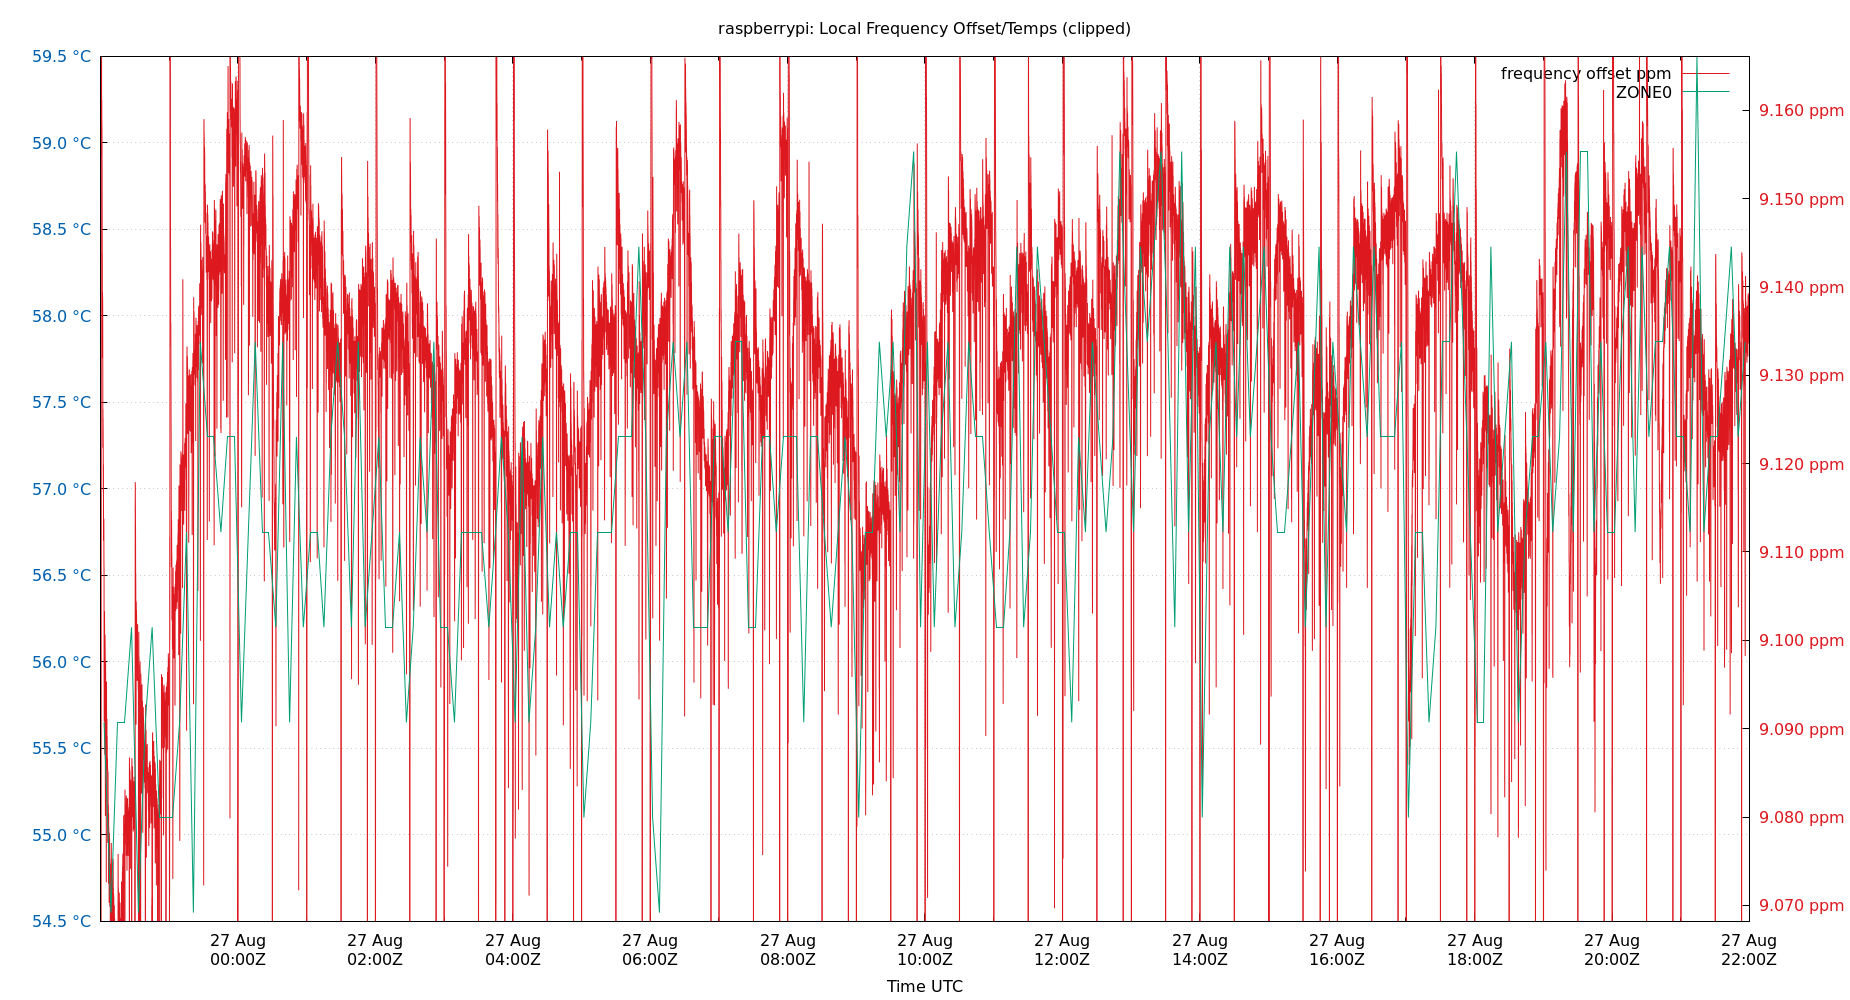 raspberrypi: Local Frequency Offset/Temps (clipped)
59.5 °C
59.0 °C
58.5 °C
58.0 °C
57.5 °C
57.0 °C
56.5 °C
56.0 °C
55.5 °C
55.0 °C
54.5 °C
frequency offset ppm
ZONE0
9.160 ppm
9.150 ppm
9.140 ppm
9.130 ppm
9.120 ppm
9.110 ppm
9.100 ppm
9.090 ppm
9.080 ppm
9.070 ppm
27 Aug 27 Aug 27 Aug 27 Aug 27 Aug 27 Aug 27 Aug 27 Aug 27 Aug 27 Aug 27 Aug 27 Aug
00:00Z 02:00Z 04:00Z 06:00Z 08:00Z 10:00Z 12:00Z 14:00Z 16:00Z 18:00Z 20:00Z 22:00Z
Time UTC